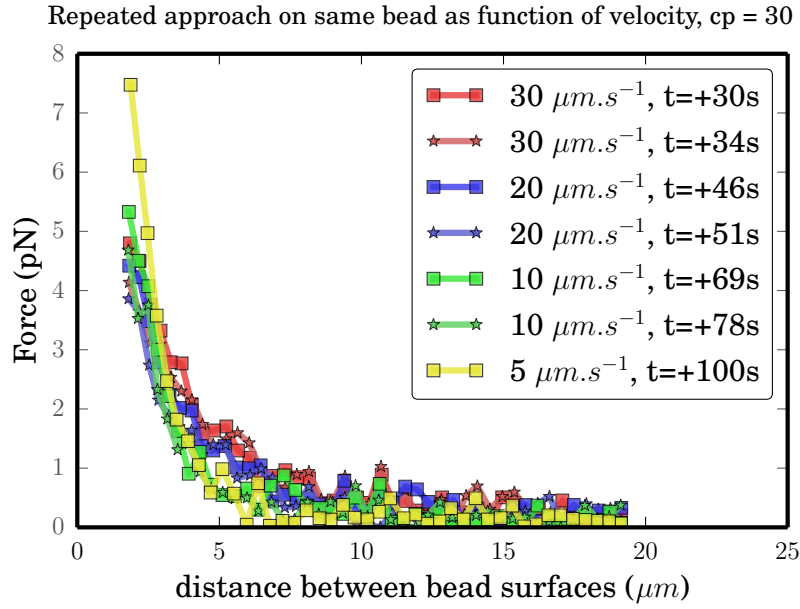 Repeated approach on same bead as function of velocity, cp = 30
8
7
6
5
4
3
2
1
0
Force (pN)
30 μm.s⁻¹, t=+30s
30 μm.s⁻¹, t=+34s
20 μm.s⁻¹, t=+46s
20 μm.s⁻¹, t=+51s
10 μm.s⁻¹, t=+69s
10 μm.s⁻¹, t=+78s
5 μm.s⁻¹, t=+100s
0 5 10 15 20 25
distance between bead surfaces (μm)